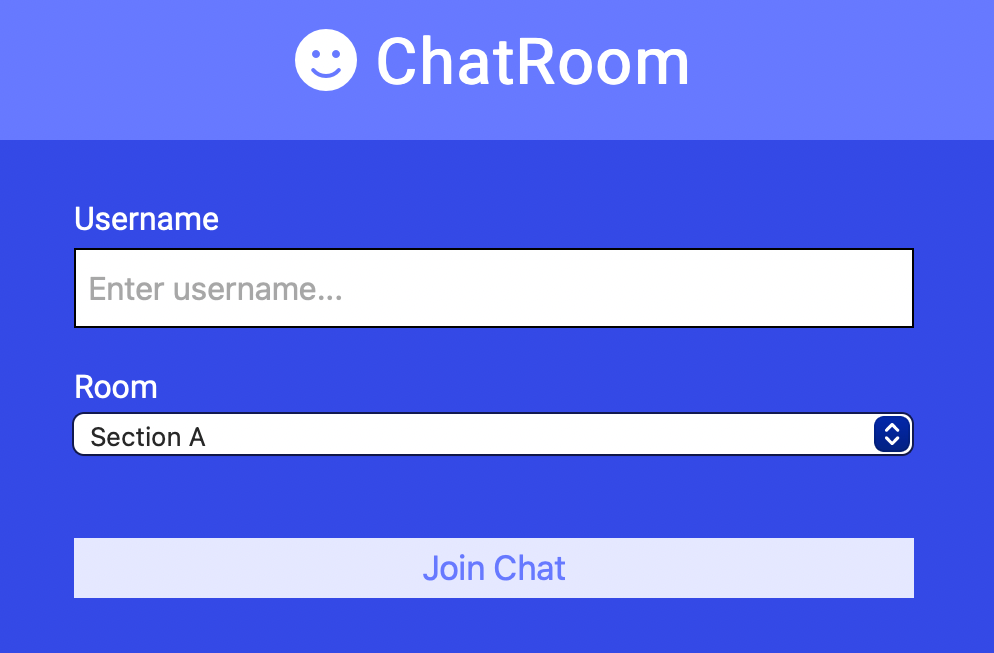 ChatRoom
Username
Enter username...
Room
Section A
Join Chat